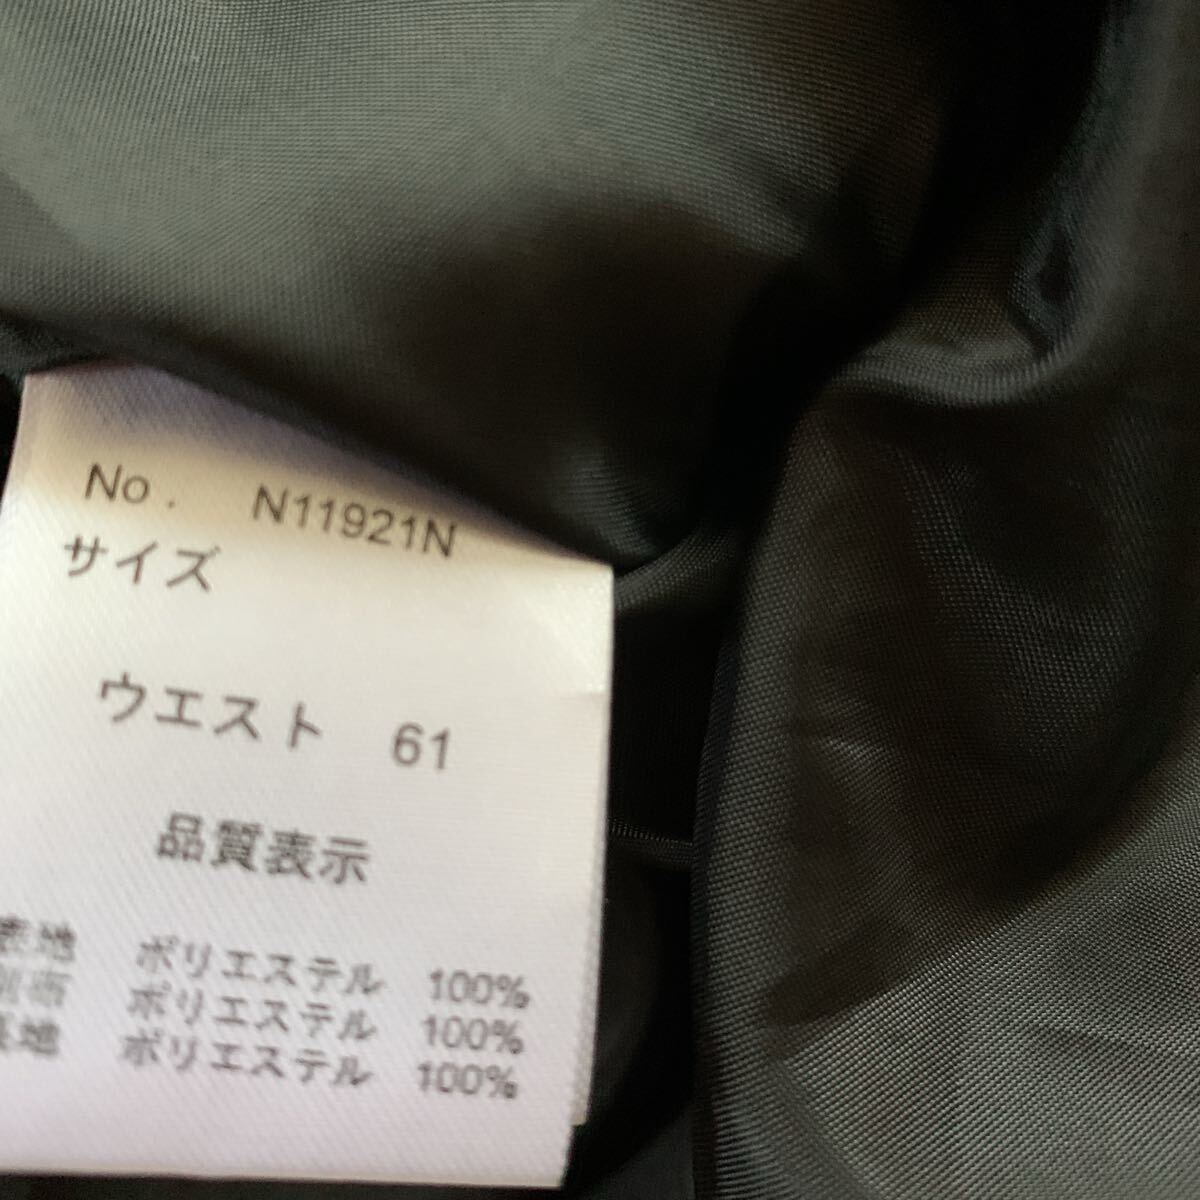 No. N11921N
サイズ
ウエスト 61
品質表示
表地 ポリエステル 100%
別布 ポリエステル 100%
裏地 ポリエステル 100%